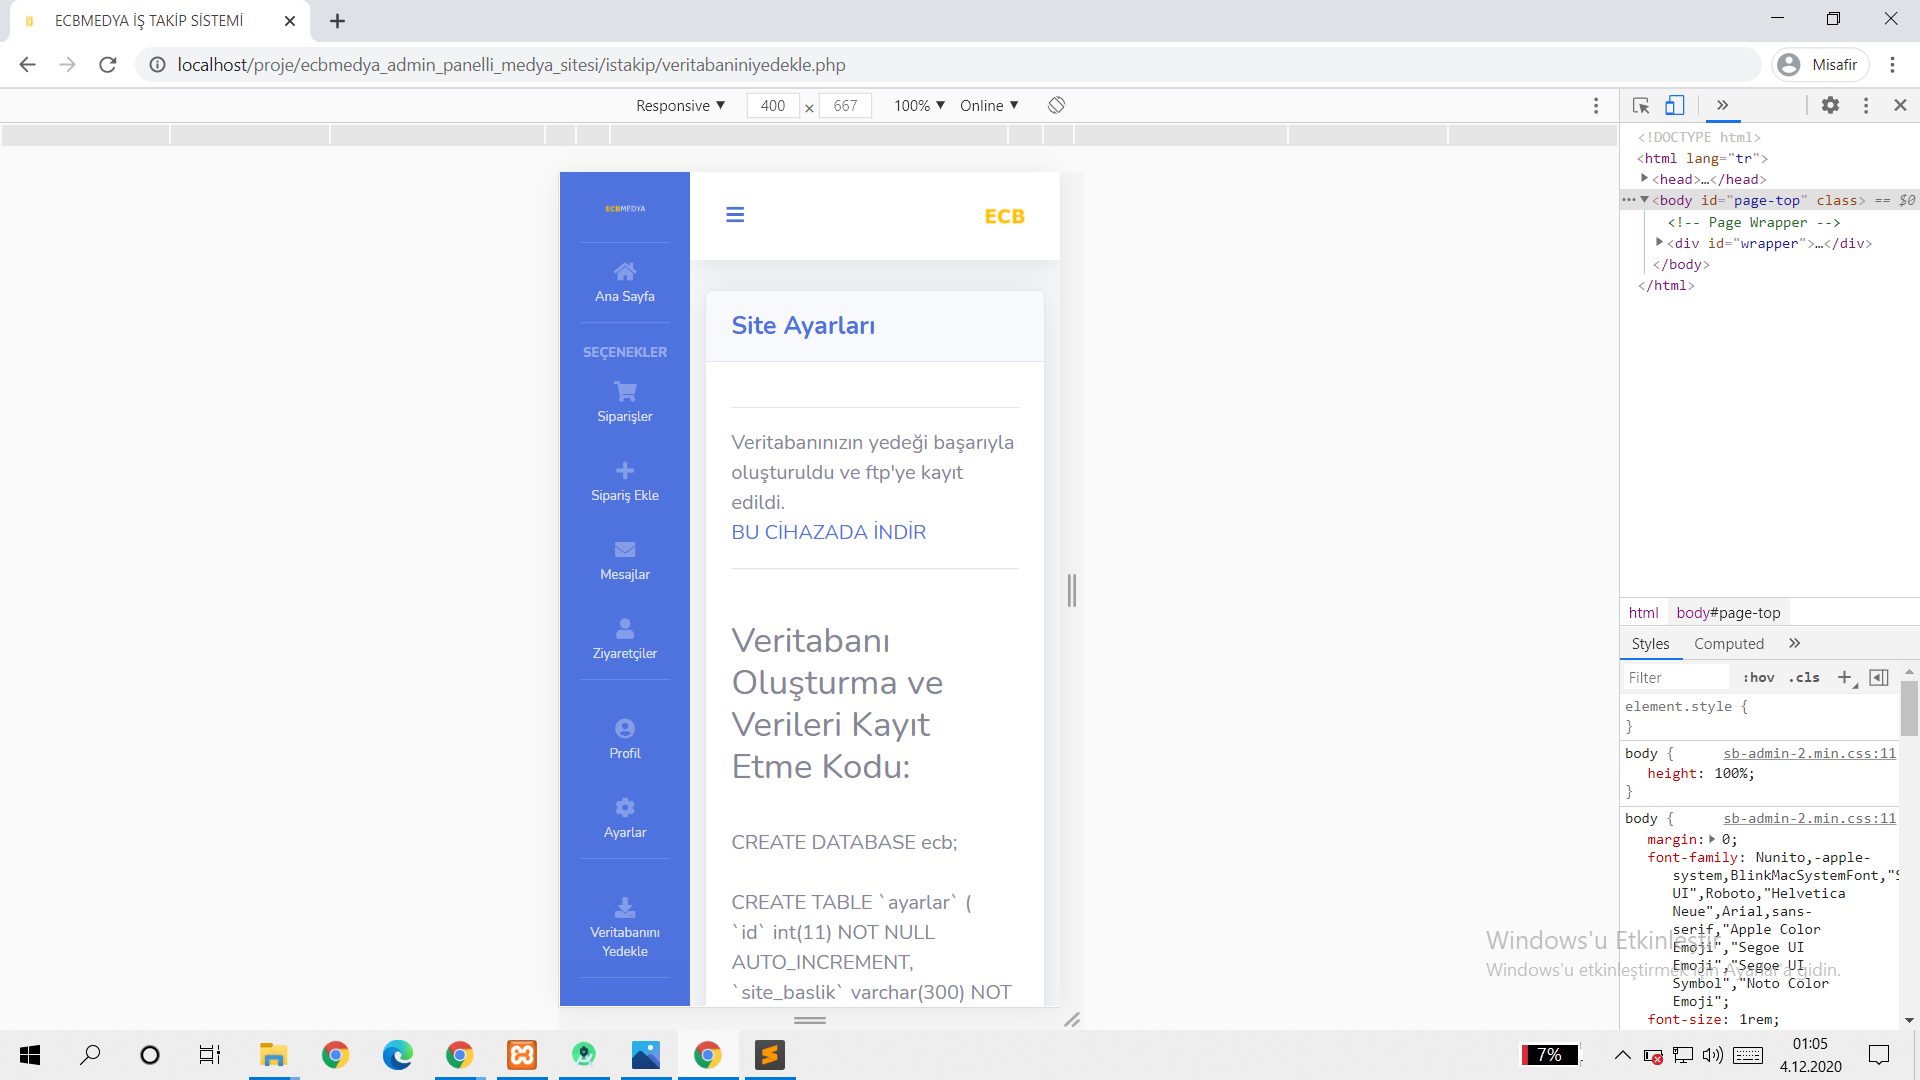 ECBMEDYA İŞ TAKİP SİSTEMİ
localhost/proje/ecbmedya_admin_panelli_medya_sitesi/istakip/veritabaniniyedekle.php
Misafir
Responsive ▼ 400 × 667 100% ▼ Online ▼
ECBMEDYA
Ana Sayfa
SEÇENEKLER
Siparişler
Sipariş Ekle
Mesajlar
Ziyaretçiler
Profil
Ayarlar
Veritabanını
Yedekle
ECB
Site Ayarları
Veritabanınızın yedeği başarıyla
oluşturuldu ve ftp'ye kayıt
edildi.
BU CİHAZADA İNDİR
Veritabanı
Oluşturma ve
Verileri Kayıt
Etme Kodu:
CREATE DATABASE ecb;
CREATE TABLE `ayarlar` (
`id` int(11) NOT NULL
AUTO_INCREMENT,
`site_baslik` varchar(300) NOT
<!DOCTYPE html>
<html lang="tr">
<head>…</head>
<body id="page-top" class> == $0
<!-- Page Wrapper -->
<div id="wrapper">…</div>
</body>
</html>
html body#page-top
Styles Computed »
Filter :hov .cls +
element.style {
}
body { sb-admin-2.min.css:11
height: 100%;
}
body { sb-admin-2.min.css:11
margin: 0;
font-family: Nunito,-apple-
system,BlinkMacSystemFont,"S
UI",Roboto,"Helvetica
Neue",Arial,sans-
serif,"Apple Color
Emoji","Segoe UI
Emoji","Segoe UI
Symbol","Noto Color
Emoji";
font-size: 1rem;
Windows'u Etkinleştir
Windows'u etkinleştirmek için Ayarlar'a gidin.
7%
01:05
4.12.2020